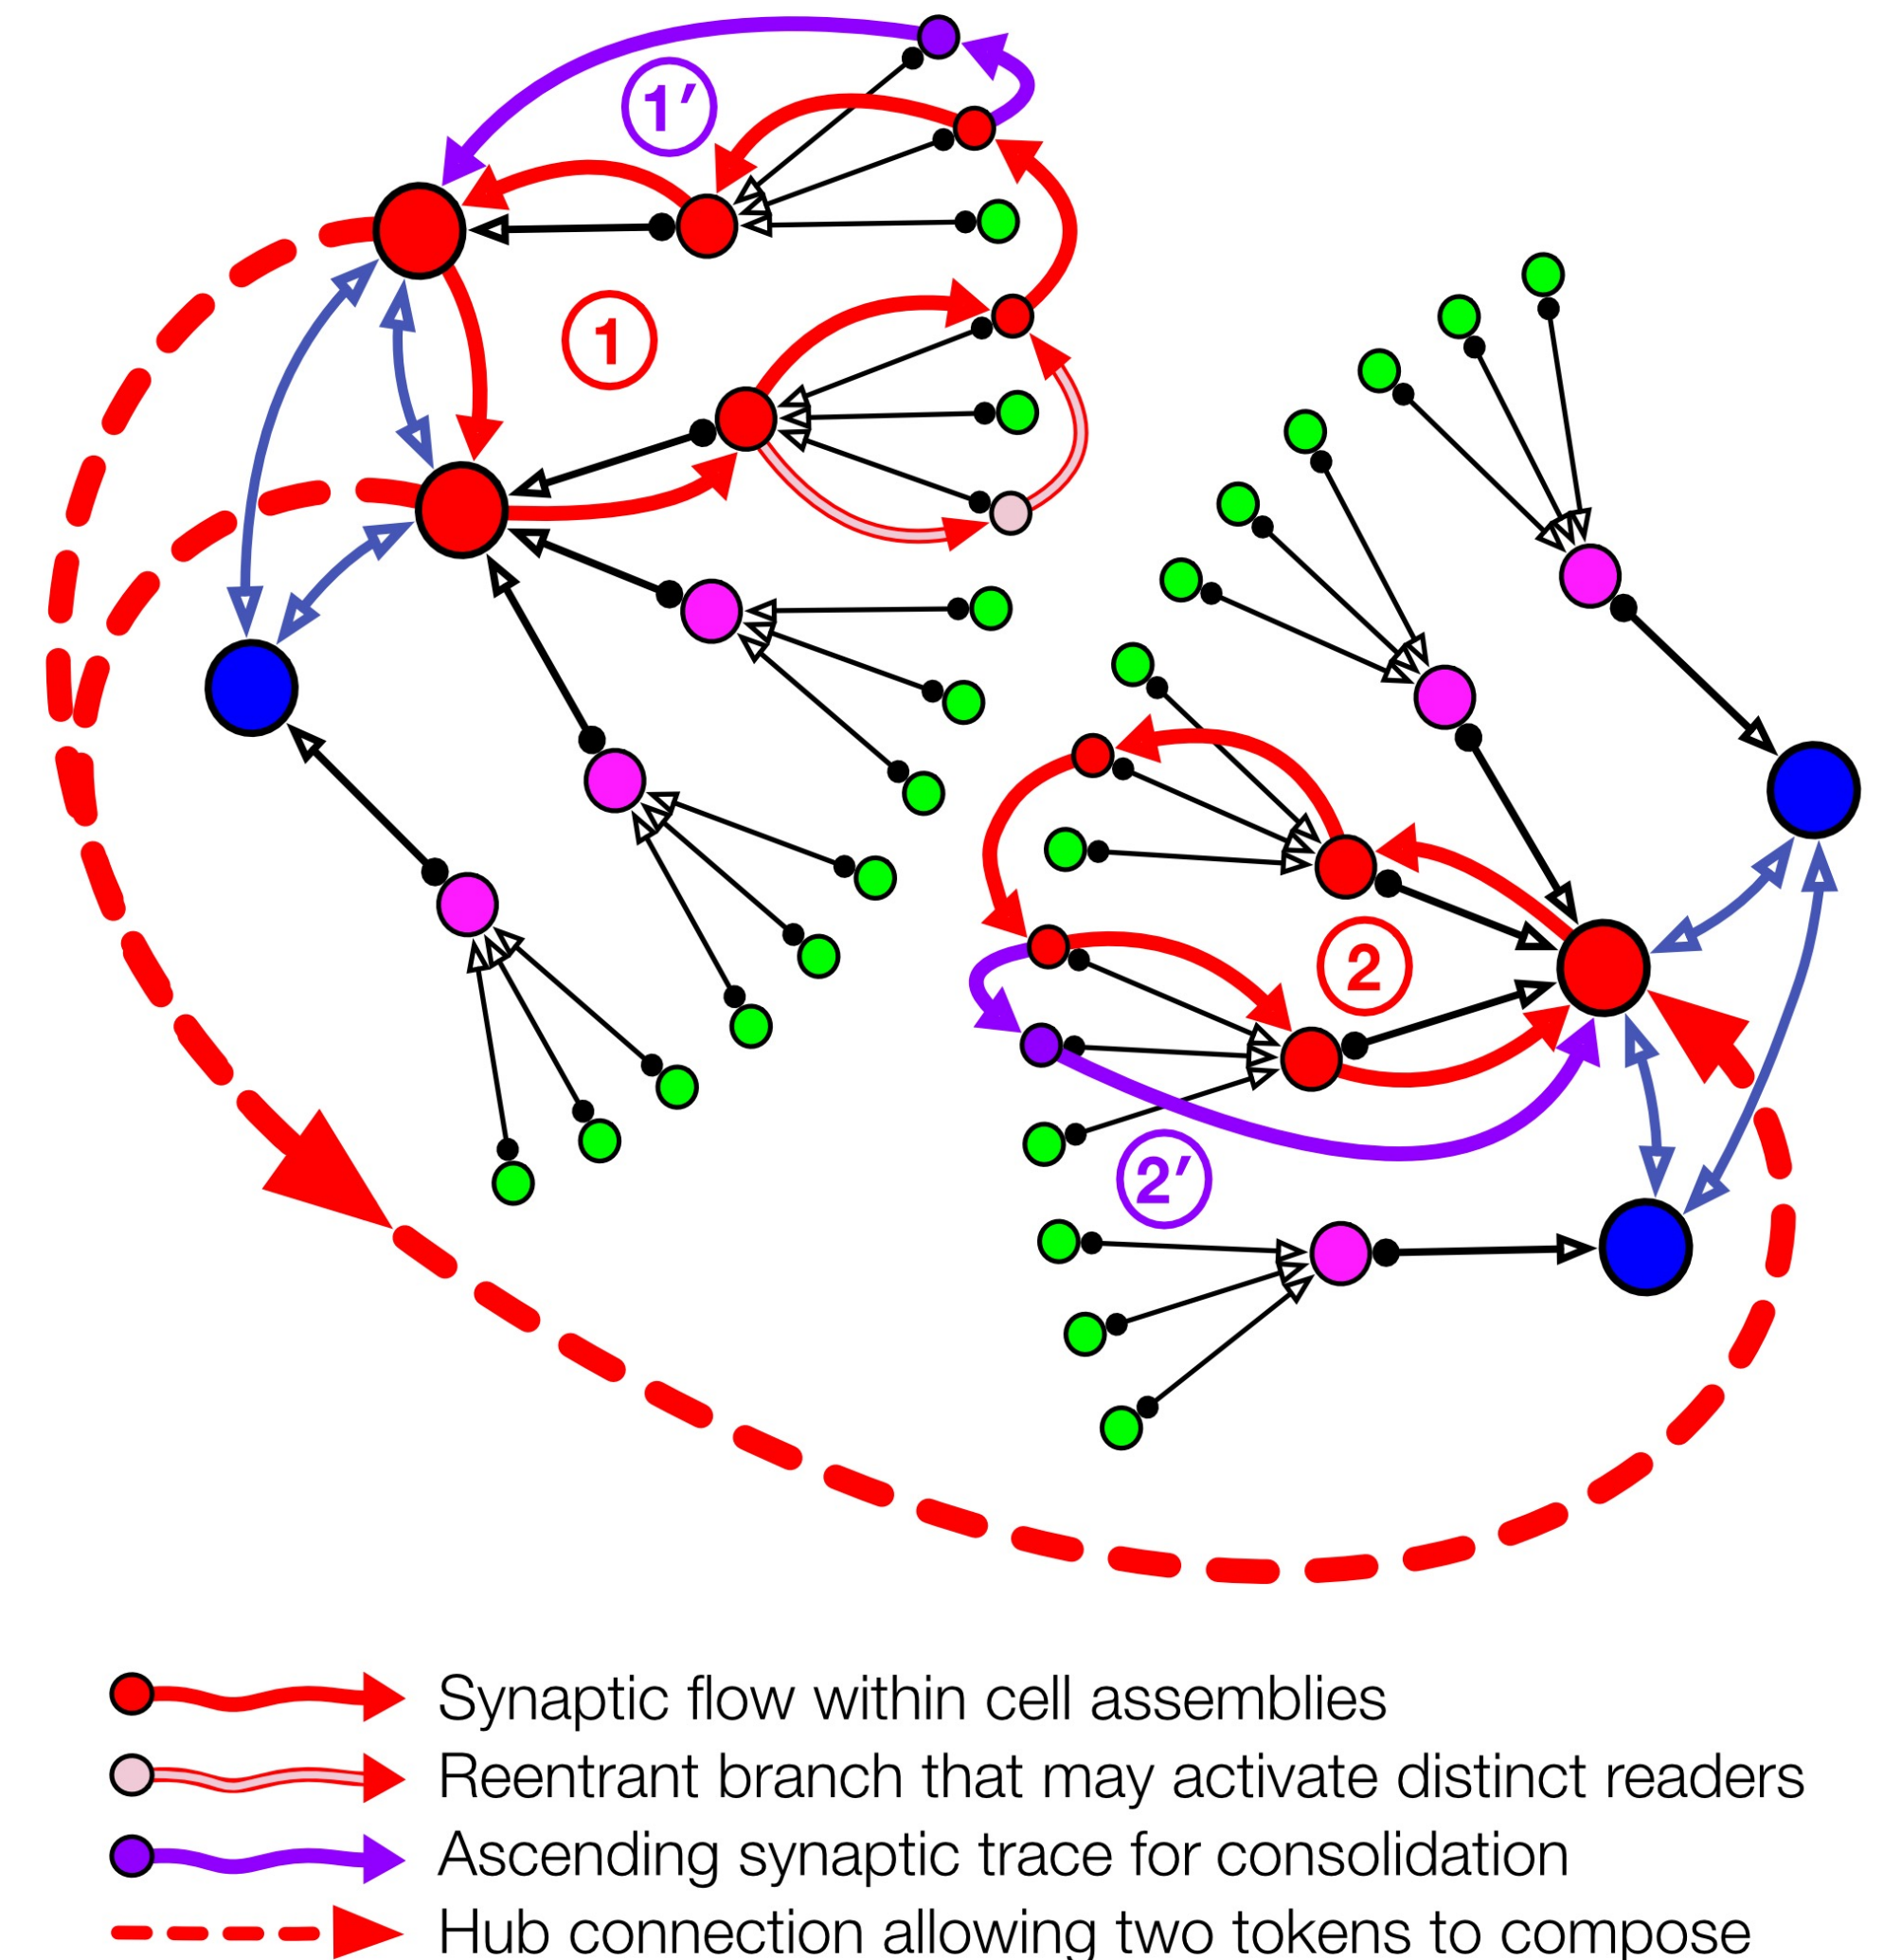 1′
1
2
2′
Synaptic flow within cell assemblies
Reentrant branch that may activate distinct readers
Ascending synaptic trace for consolidation
Hub connection allowing two tokens to compose